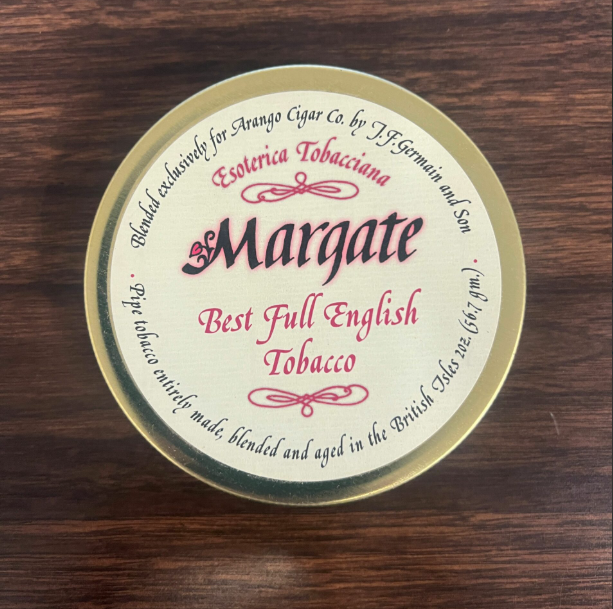 Blended exclusively for Arango Cigar Co. by J.F. Germain and Son
Esoterica Tobacciana
Margate
Best Full English
Tobacco
· Pipe tobacco entirely made, blended and aged in the British Isles 2oz. (56.7 gm.) ·